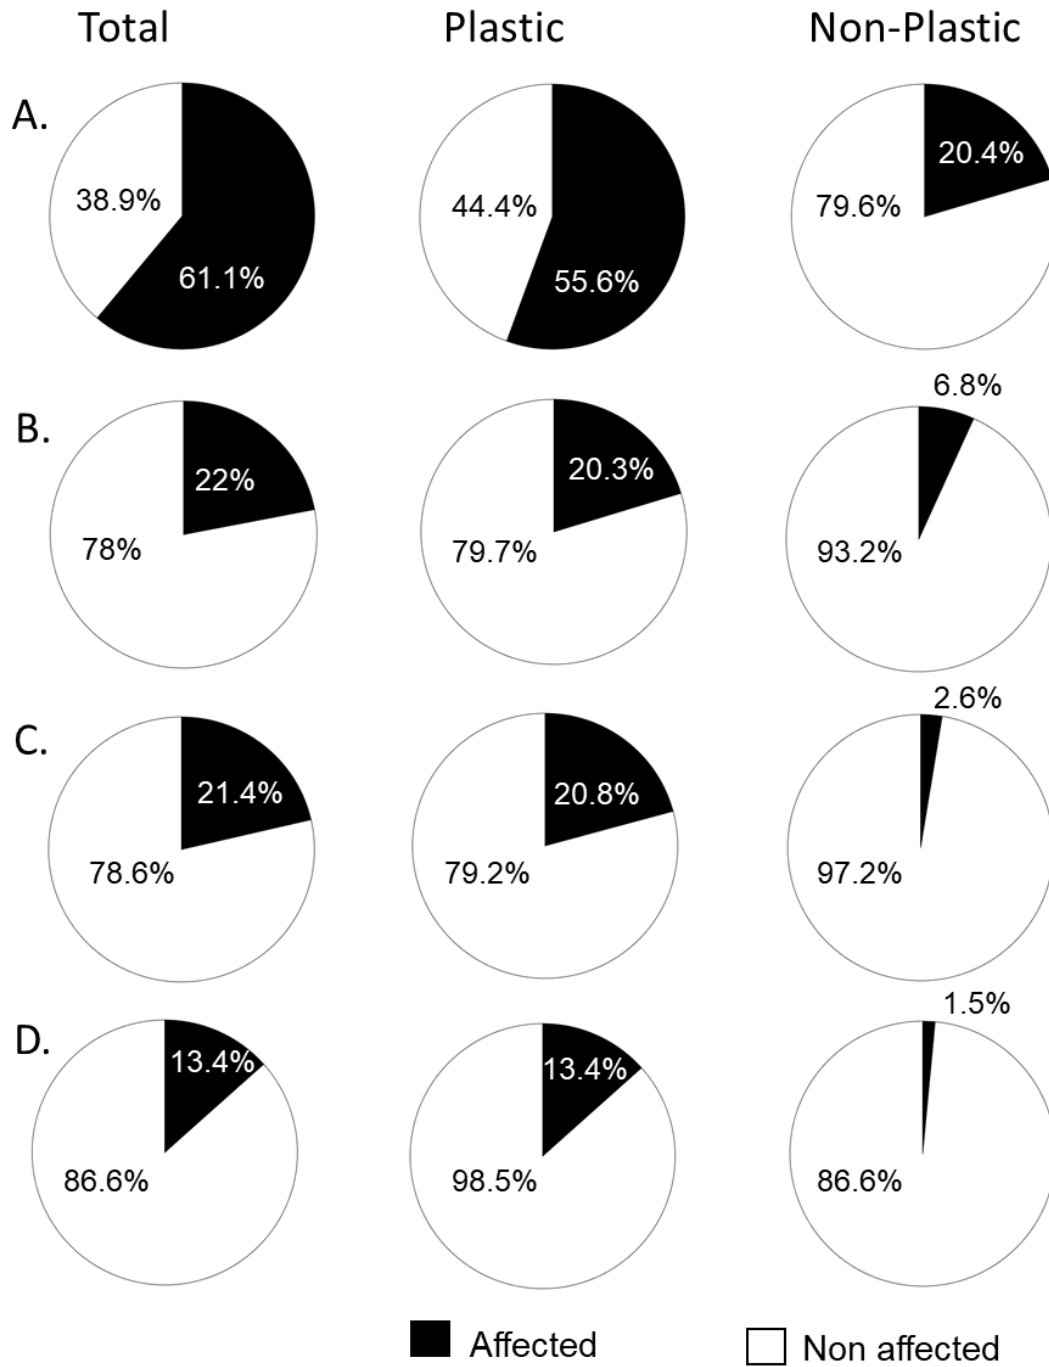 Total Plastic Non-Plastic
A.
38.9% 61.1% 44.4% 55.6% 79.6% 20.4%
B.
78% 22% 79.7% 20.3% 93.2% 6.8%
C.
78.6% 21.4% 79.2% 20.8% 97.2% 2.6%
D.
86.6% 13.4% 98.5% 13.4% 86.6% 1.5%
Affected Non affected